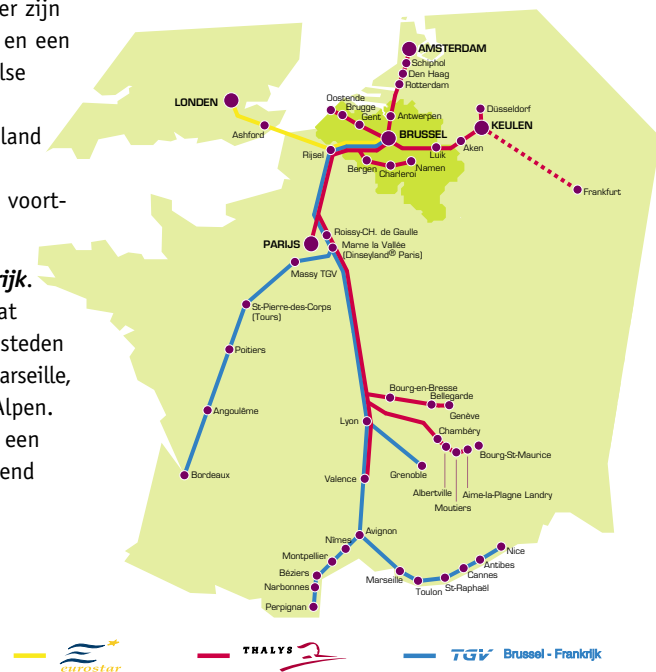 er zijn
en een
lse
land
voort-
rijk.
at
steden
arseille,
Alpen.
een
end
AMSTERDAM
Schiphol
Den Haag
Rotterdam
Oostende
Brugge
Gent
Antwerpen
Düsseldorf
KEULEN
LONDEN
Ashford
BRUSSEL
Rijsel
Luik
Aken
Bergen
Charleroi
Namen
Frankfurt
PARIJS
Roissy-CH. de Gaulle
Marne la Vallée
(Dinseyland® Paris)
Massy TGV
St-Pierre-des-Corps
(Tours)
Poitiers
Angoulême
Bordeaux
Bourg-en-Bresse
Bellegarde
Genève
Lyon
Chambéry
Bourg-St-Maurice
Valence
Grenoble
Albertville
Aime-la-Plagne Landry
Moutiers
Avignon
Nîmes
Montpellier
Béziers
Narbonnes
Perpignan
Nice
Antibes
Cannes
St-Raphaël
Marseille
Toulon
eurostar
THALYS
TGV Brussel - Frankrijk